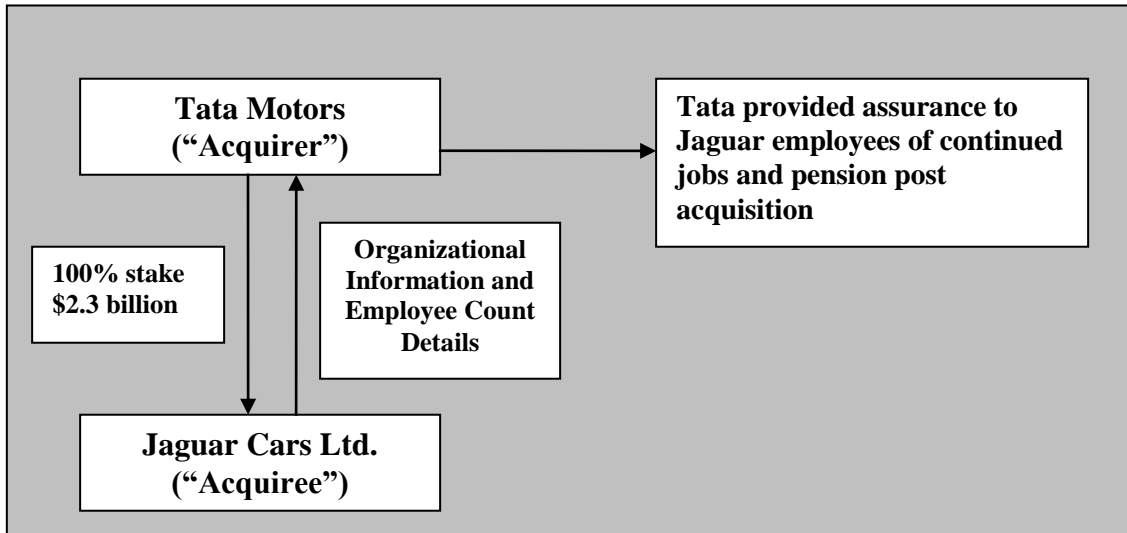 Tata Motors
(“Acquirer”)
Tata provided assurance to
Jaguar employees of continued
jobs and pension post
acquisition
100% stake
$2.3 billion
Organizational
Information and
Employee Count
Details
Jaguar Cars Ltd.
(“Acquiree”)